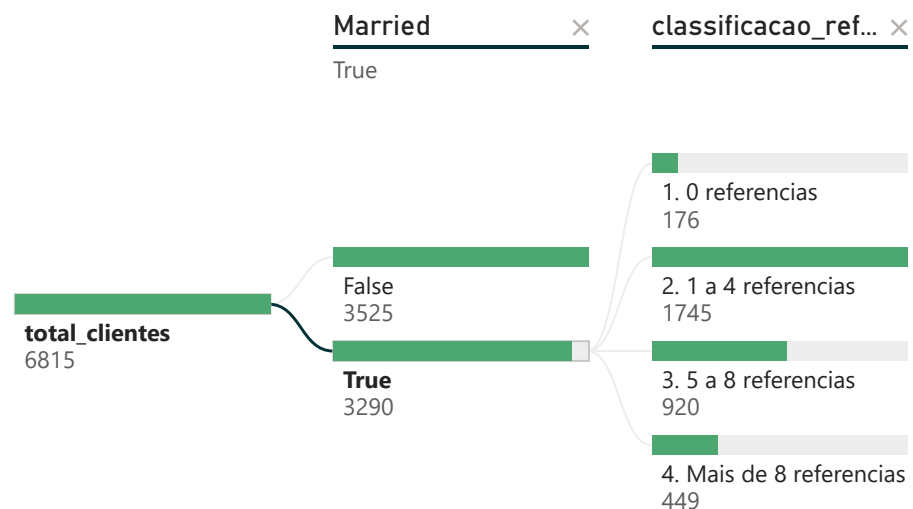 Married
classificacao_ref...
True
1. 0 referencias
176
False
3525
2. 1 a 4 referencias
1745
total_clientes
6815
True
3290
3. 5 a 8 referencias
920
4. Mais de 8 referencias
449